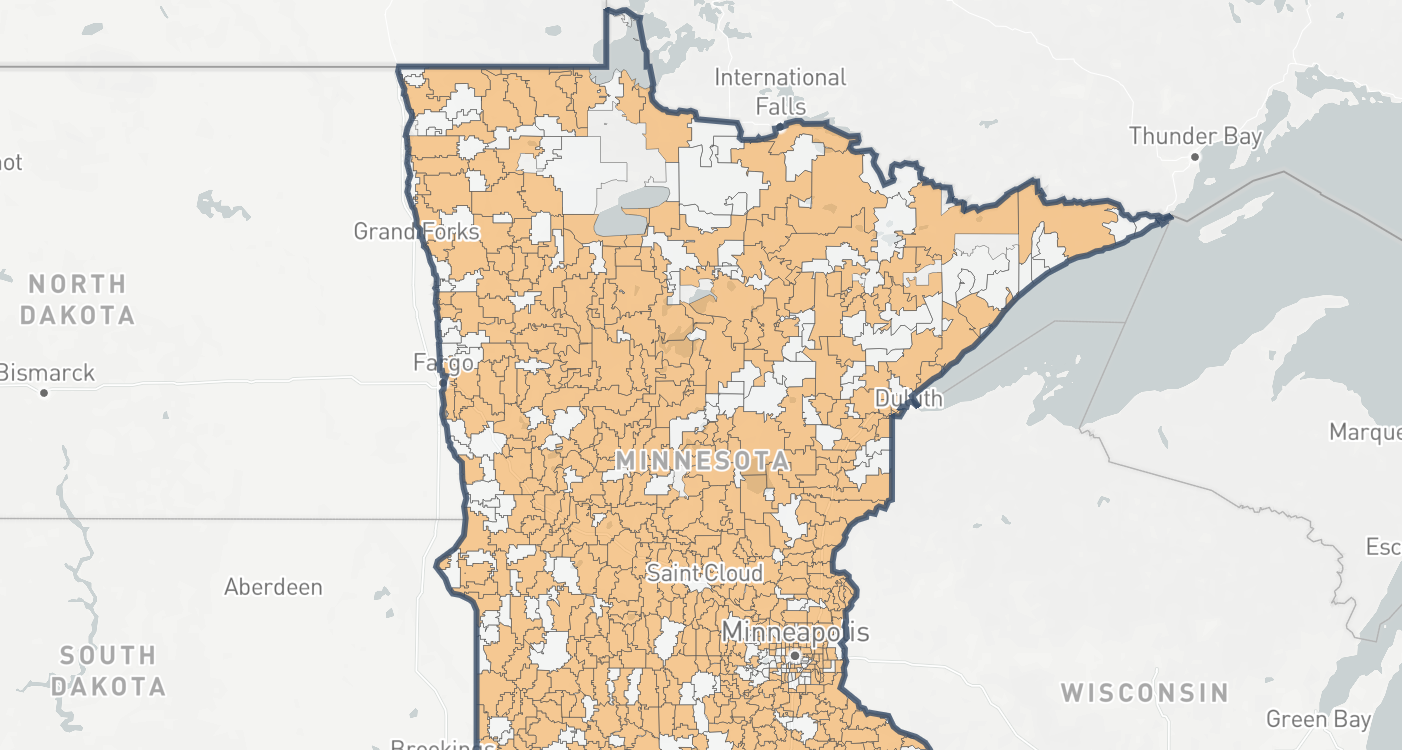 International
Falls
Thunder Bay
ot
Grand Forks
NORTH
DAKOTA
Fargo
Bismarck
Duluth
Marque
MINNESOTA
Esc
Saint Cloud
Aberdeen
Minneapolis
SOUTH
DAKOTA
WISCONSIN
Green Bay
Brookings